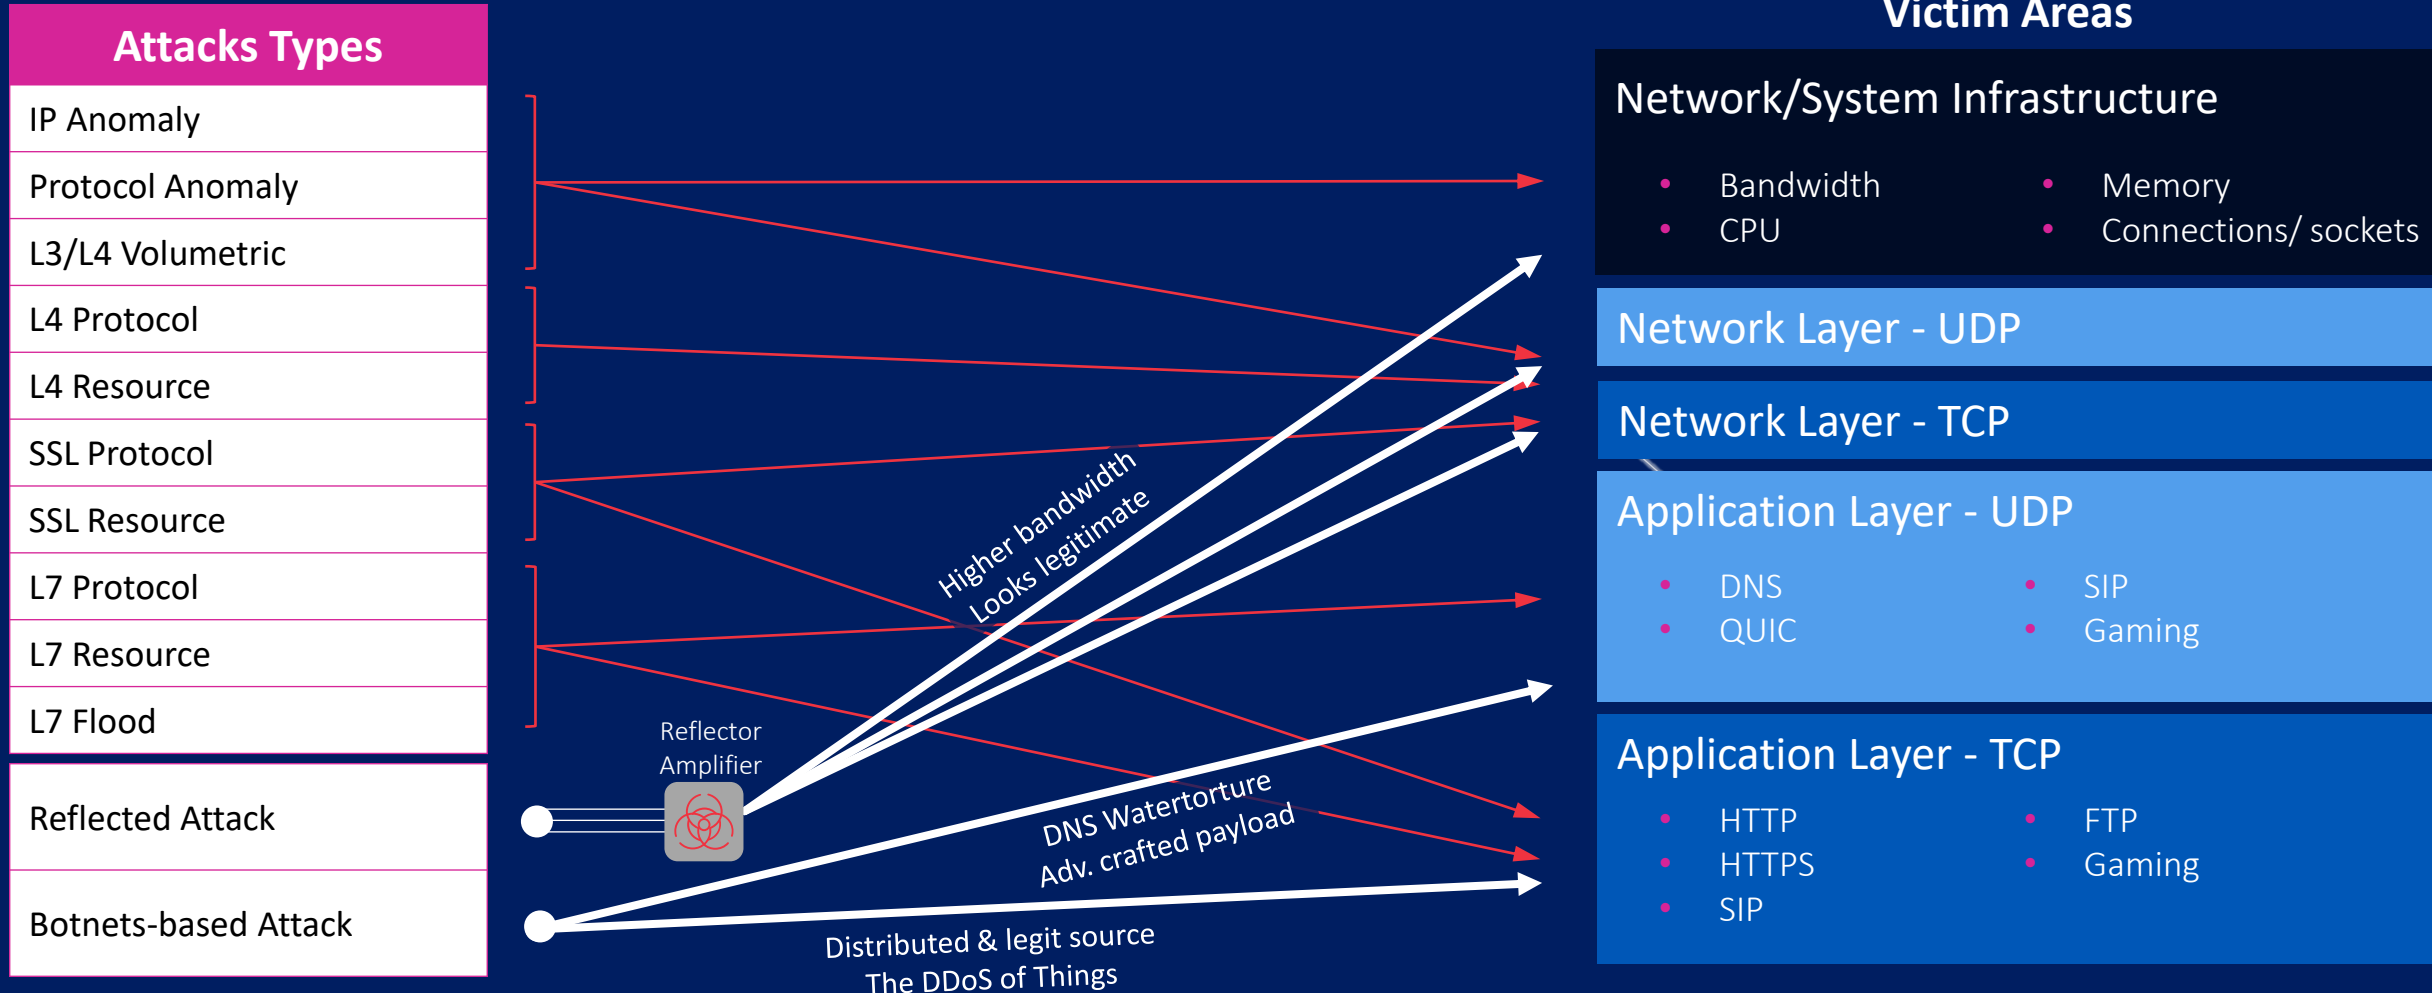 Attacks Types
IP Anomaly
Protocol Anomaly
L3/L4 Volumetric
L4 Protocol
L4 Resource
SSL Protocol
SSL Resource
L7 Protocol
L7 Resource
L7 Flood
Reflected Attack
Botnets-based Attack
Reflector
Amplifier
Higher bandwidth
Looks legitimate
DNS Watertorture
Adv. crafted payload
Distributed & legit source
The DDoS of Things
Victim Areas
Network/System Infrastructure
• Bandwidth
• CPU
• Memory
• Connections/ sockets
Network Layer - UDP
Network Layer - TCP
Application Layer - UDP
• DNS
• QUIC
• SIP
• Gaming
Application Layer - TCP
• HTTP
• HTTPS
• SIP
• FTP
• Gaming